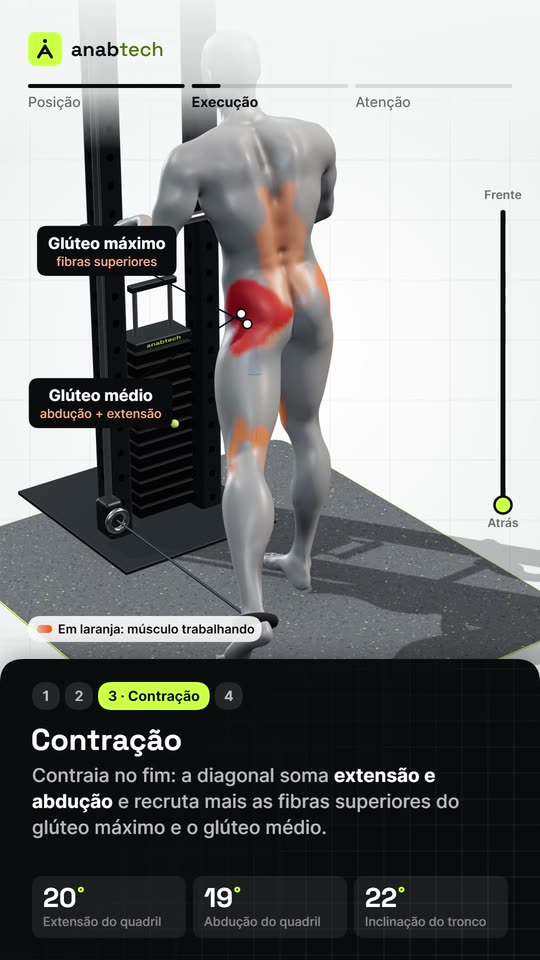 anabtech
Posição
Execução
Atenção
Frente
Glúteo máximo
fibras superiores
anabtech
Glúteo médio
abdução + extensão
Atrás
Em laranja: músculo trabalhando
1
2
3 · Contração
4
Contração
Contraia no fim: a diagonal soma extensão e
abdução e recruta mais as fibras superiores do
glúteo máximo e o glúteo médio.
20°
Extensão do quadril
19°
Abdução do quadril
22°
Inclinação do tronco